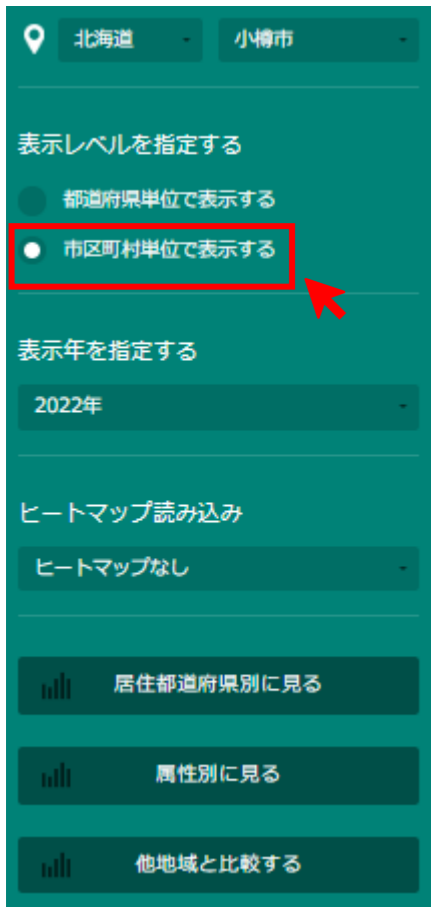 北海道 小樽市
表示レベルを指定する
都道府県単位で表示する
市区町村単位で表示する
表示年を指定する
2022年
ヒートマップ読み込み
ヒートマップなし
居住都道府県別に見る
属性別に見る
他地域と比較する